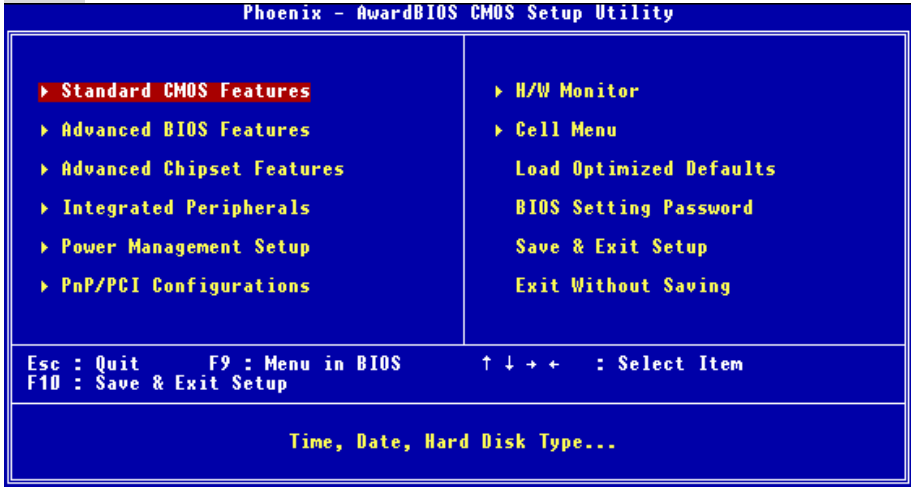 Phoenix - AwardBIOS CMOS Setup Utility
▸ Standard CMOS Features
▸ Advanced BIOS Features
▸ Advanced Chipset Features
▸ Integrated Peripherals
▸ Power Management Setup
▸ PnP/PCI Configurations
▸ H/W Monitor
▸ Cell Menu
Load Optimized Defaults
BIOS Setting Password
Save & Exit Setup
Exit Without Saving
Esc : Quit F9 : Menu in BIOS ↑ ↓ → ← : Select Item
F10 : Save & Exit Setup
Time, Date, Hard Disk Type...